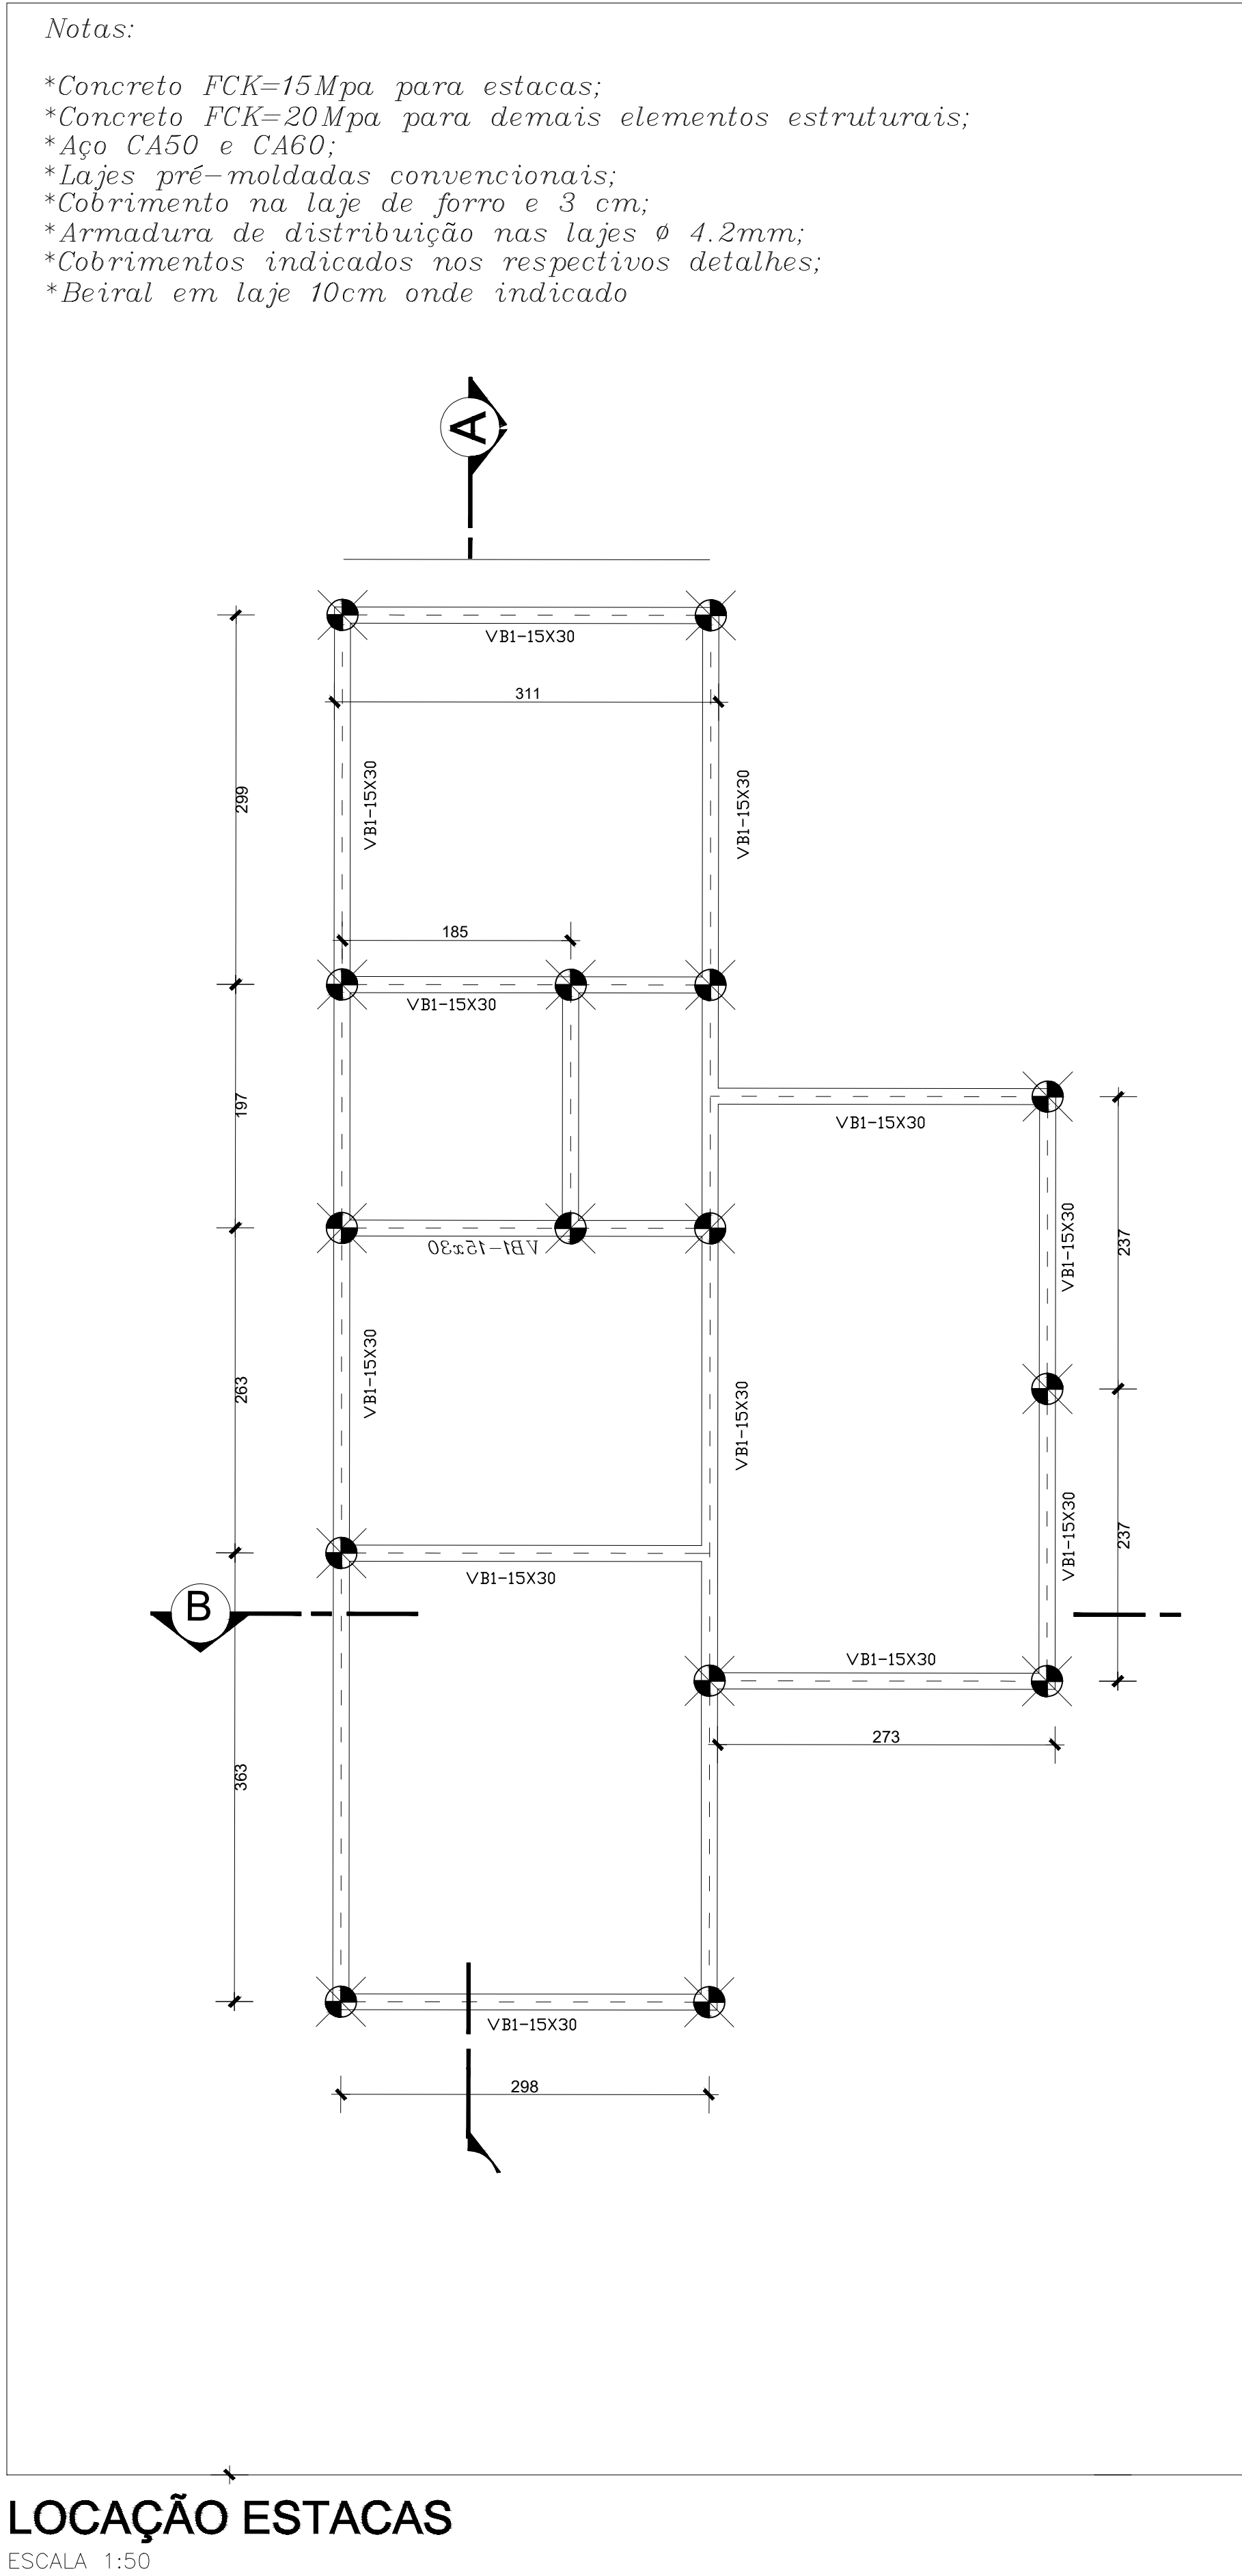 Notas:
*Concreto FCK=15Mpa para estacas;
*Concreto FCK=20Mpa para demais elementos estruturais;
*Aço CA50 e CA60;
*Lajes pré-moldadas convencionais;
*Cobrimento na laje de forro e 3 cm;
*Armadura de distribuição nas lajes ø 4.2mm;
*Cobrimentos indicados nos respectivos detalhes;
*Beiral em laje 10cm onde indicado
A
VB1-15X30
311
VB1-15X30
VB1-15X30
299
185
VB1-15X30
197
VB1-15X30
VB1-15X30
237
VB1-15x30
VB1-15X30
263
VB1-15X30
VB1-15X30
237
VB1-15X30
B
VB1-15X30
273
363
VB1-15X30
298
LOCAÇÃO ESTACAS
ESCALA 1:50